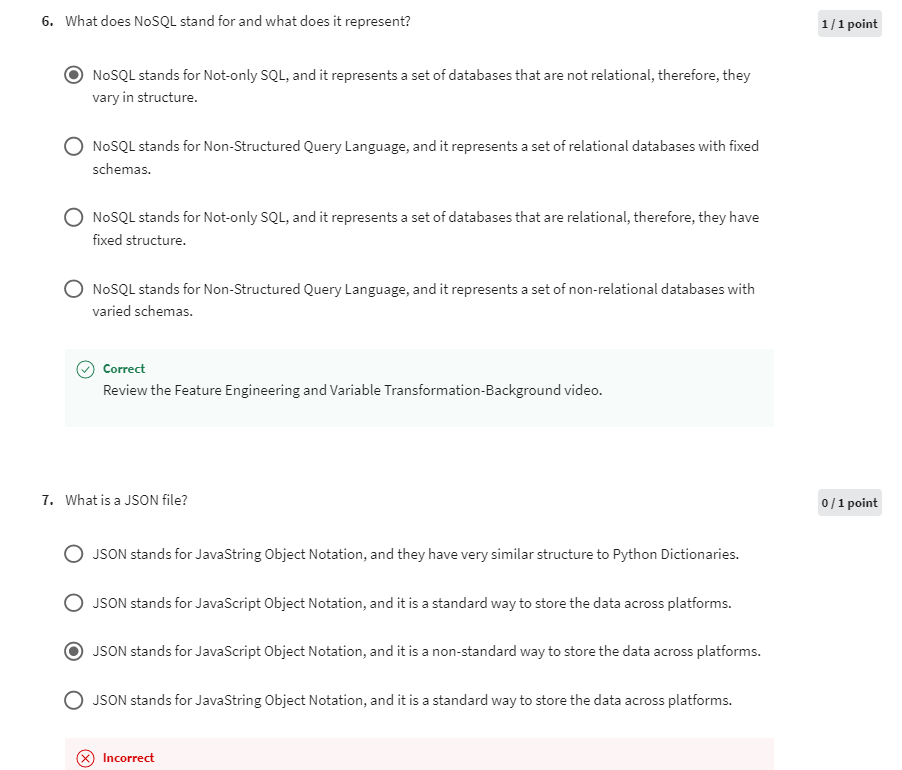 6. What does NoSQL stand for and what does it represent?
1 / 1 point
NoSQL stands for Not-only SQL, and it represents a set of databases that are not relational, therefore, they
vary in structure.
NoSQL stands for Non-Structured Query Language, and it represents a set of relational databases with fixed
schemas.
NoSQL stands for Not-only SQL, and it represents a set of databases that are relational, therefore, they have
fixed structure.
NoSQL stands for Non-Structured Query Language, and it represents a set of non-relational databases with
varied schemas.
Correct
Review the Feature Engineering and Variable Transformation-Background video.
7. What is a JSON file?
0 / 1 point
JSON stands for JavaString Object Notation, and they have very similar structure to Python Dictionaries.
JSON stands for JavaScript Object Notation, and it is a standard way to store the data across platforms.
JSON stands for JavaScript Object Notation, and it is a non-standard way to store the data across platforms.
JSON stands for JavaString Object Notation, and it is a standard way to store the data across platforms.
Incorrect